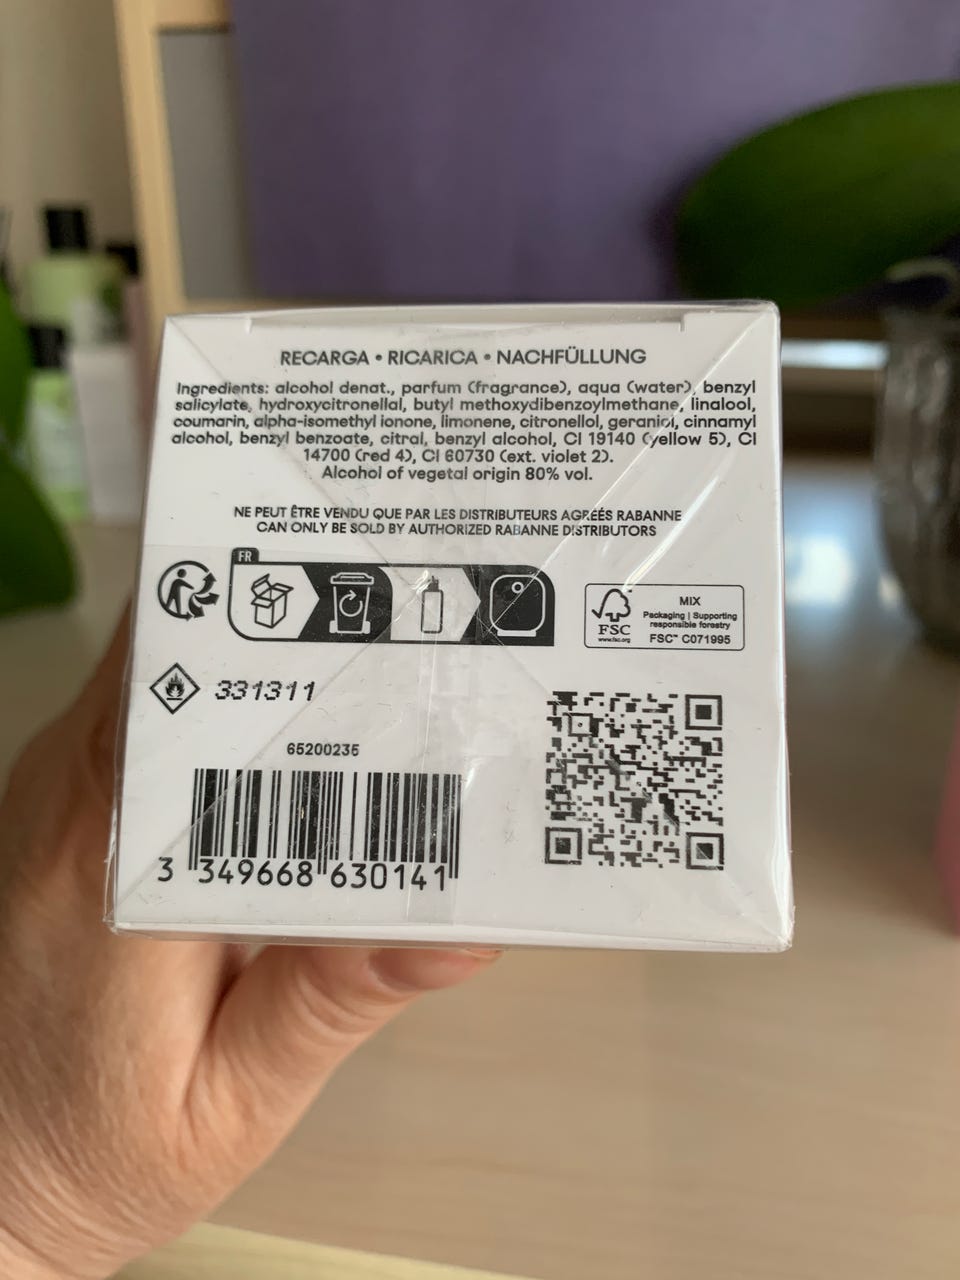 RECARGA • RICARICA • NACHFÜLLUNG
Ingredients: alcohol denat., parfum (fragrance), aqua (water), benzyl
salicylate, hydroxycitronellal, butyl methoxydibenzoylmethane, linalool,
coumarin, alpha-isomethyl ionone, limonene, citronellol, geraniol, cinnamyl
alcohol, benzyl benzoate, citral, benzyl alcohol, CI 19140 (yellow 5), CI
14700 (red 4), CI 60730 (ext. violet 2).
Alcohol of vegetal origin 80% vol.
NE PEUT ÊTRE VENDU QUE PAR LES DISTRIBUTEURS AGRÉÉS RABANNE
CAN ONLY BE SOLD BY AUTHORIZED RABANNE DISTRIBUTORS
FR
FSC
www.fsc.org
MIX
Packaging | Supporting
responsible forestry
FSC™ C071995
331311
65200235
3 349668 630141